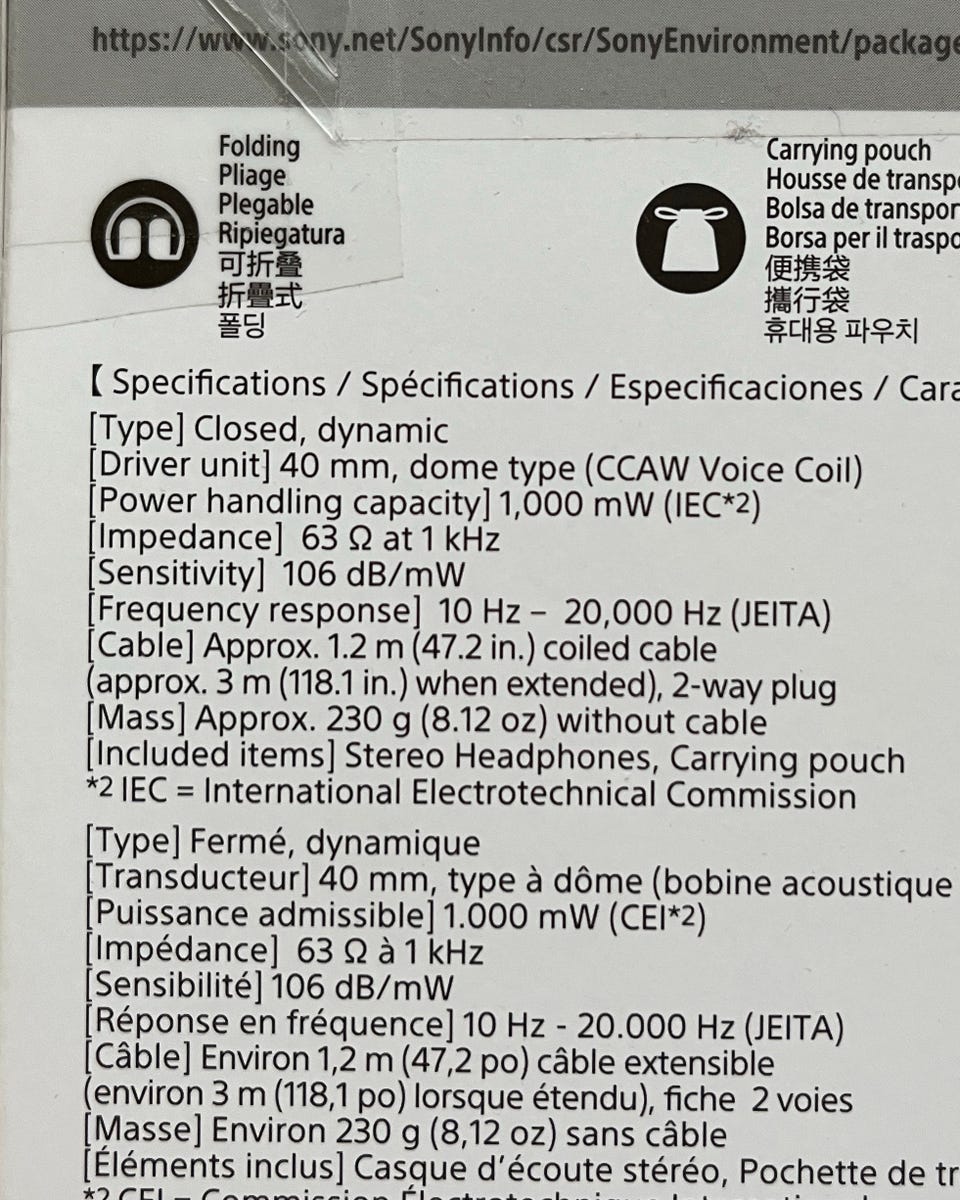 https://www.sony.net/SonyInfo/csr/SonyEnvironment/package
Folding
Pliage
Plegable
Ripiegatura
可折叠
折疊式
폴딩
Carrying pouch
Housse de transpo
Bolsa de transpor
Borsa per il traspo
便携袋
攜行袋
휴대용 파우치
【 Specifications / Spécifications / Especificaciones / Cara
[Type] Closed, dynamic
[Driver unit] 40 mm, dome type (CCAW Voice Coil)
[Power handling capacity] 1,000 mW (IEC*2)
[Impedance] 63 Ω at 1 kHz
[Sensitivity] 106 dB/mW
[Frequency response] 10 Hz – 20,000 Hz (JEITA)
[Cable] Approx. 1.2 m (47.2 in.) coiled cable
(approx. 3 m (118.1 in.) when extended), 2-way plug
[Mass] Approx. 230 g (8.12 oz) without cable
[Included items] Stereo Headphones, Carrying pouch
*2 IEC = International Electrotechnical Commission
[Type] Fermé, dynamique
[Transducteur] 40 mm, type à dôme (bobine acoustique
[Puissance admissible] 1.000 mW (CEI*2)
[Impédance] 63 Ω à 1 kHz
[Sensibilité] 106 dB/mW
[Réponse en fréquence] 10 Hz - 20.000 Hz (JEITA)
[Câble] Environ 1,2 m (47,2 po) câble extensible
(environ 3 m (118,1 po) lorsque étendu), fiche 2 voies
[Masse] Environ 230 g (8,12 oz) sans câble
[Éléments inclus] Casque d'écoute stéréo, Pochette de tr
*2 CEI = Commission Électrotechnique